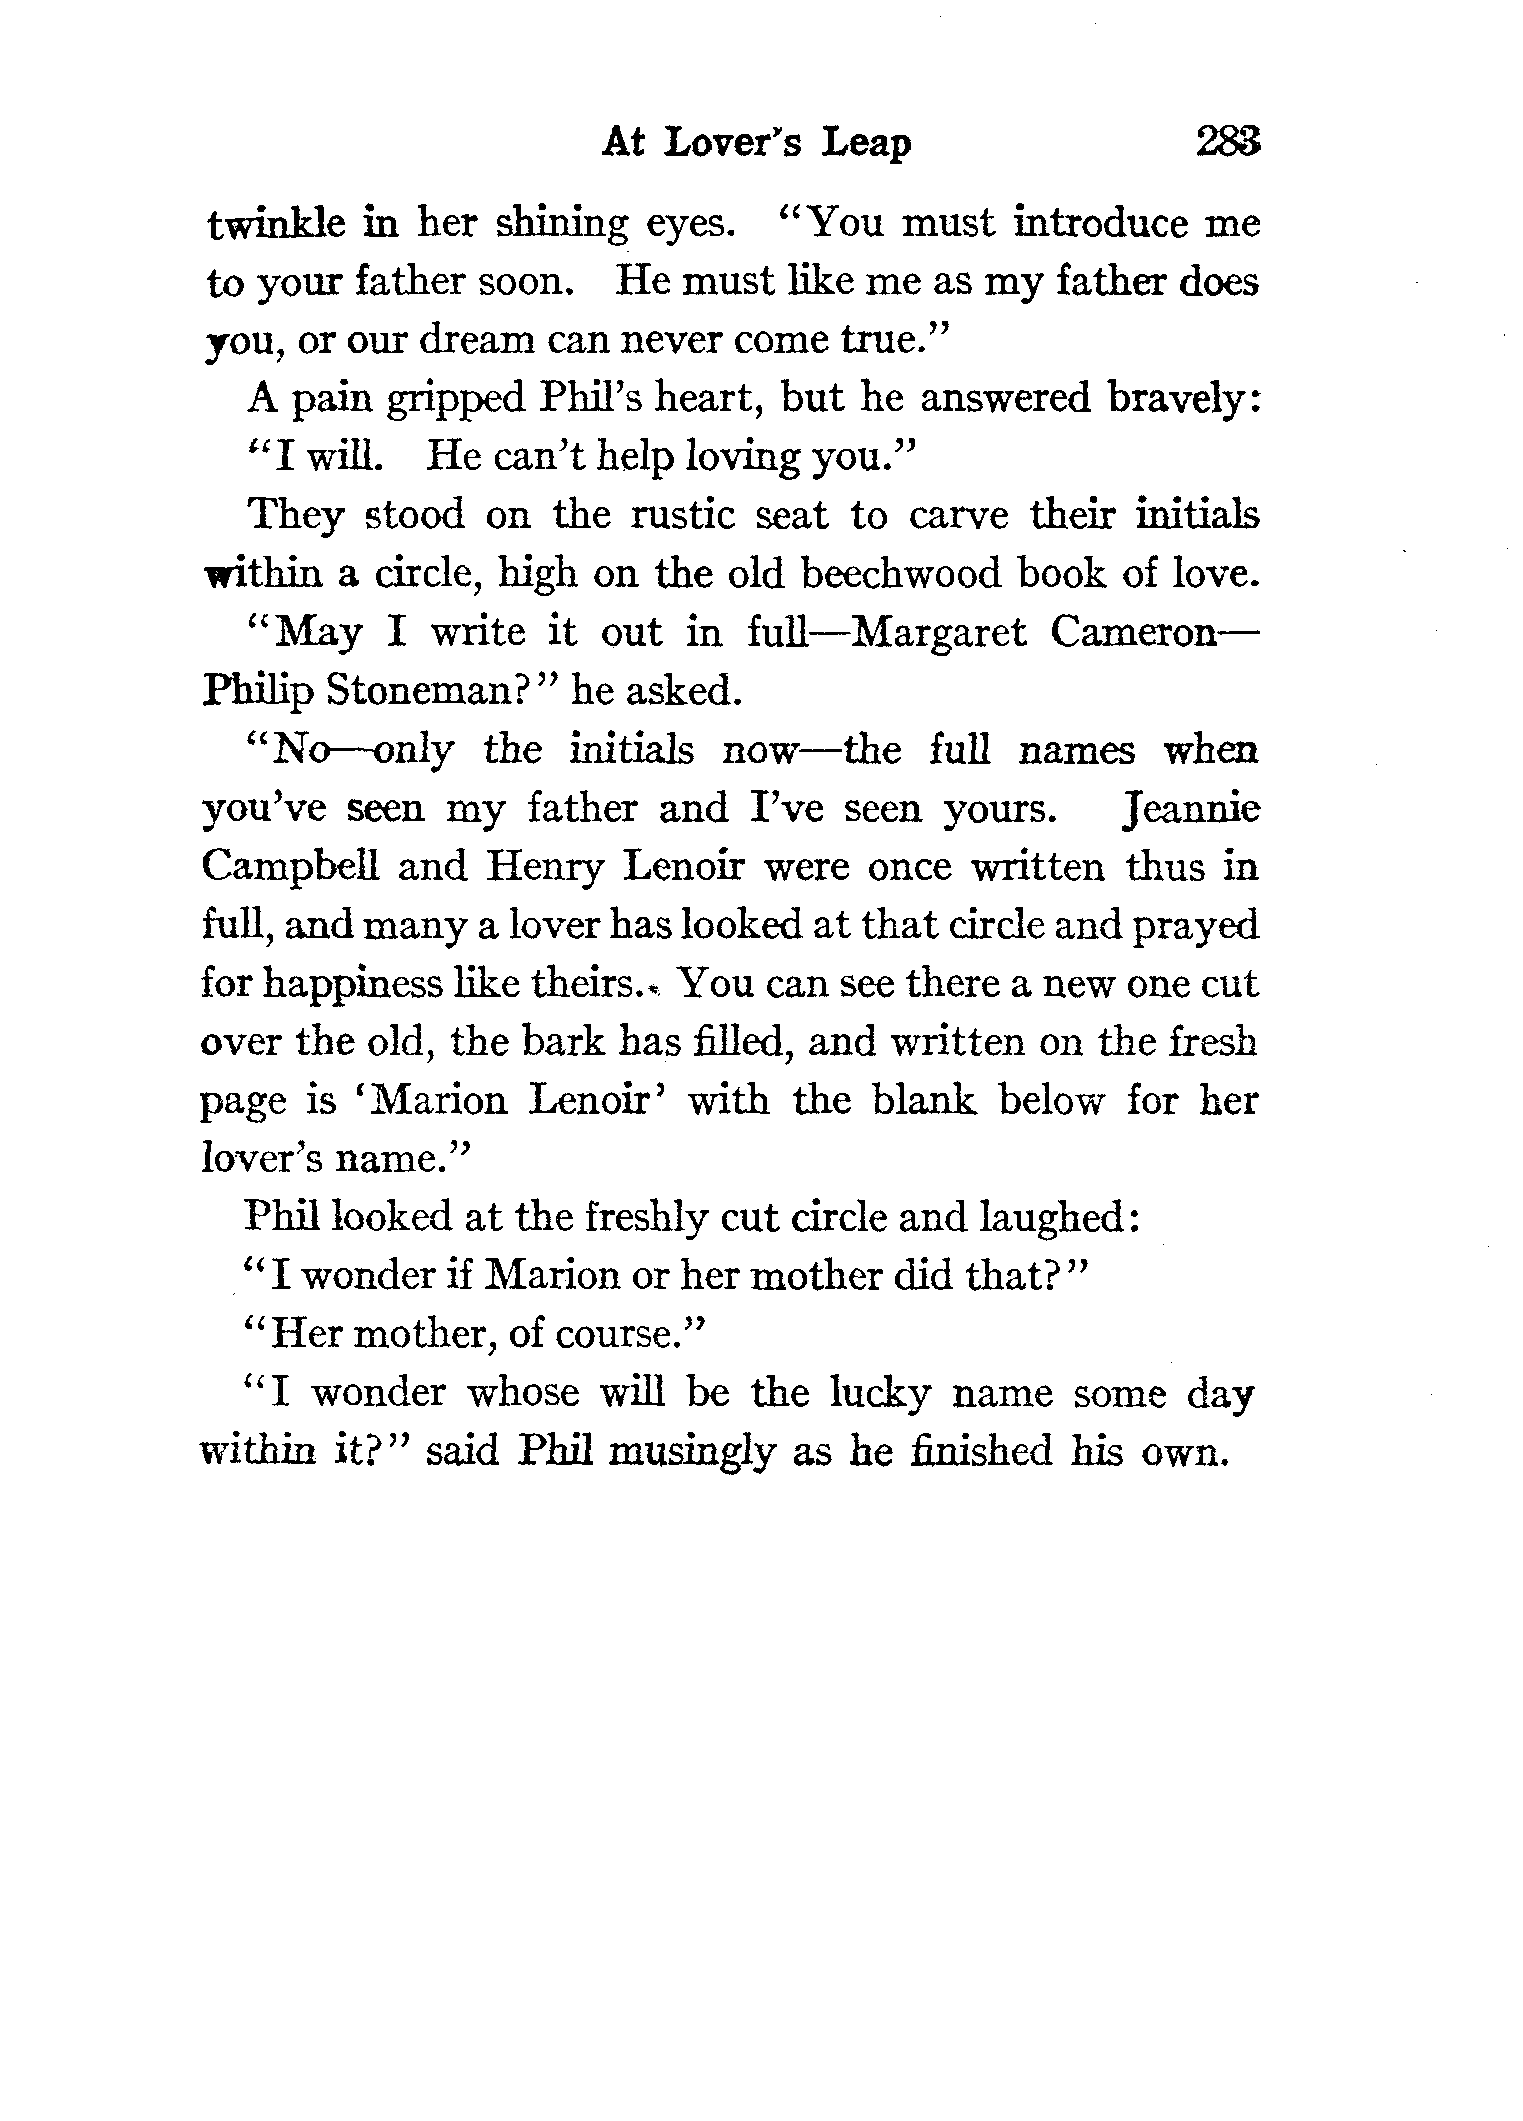 At Lover's Leap 283
twinkle in her shining eyes. "You must introduce me
to your father soon. He must like me as my father does
you, or our dream can never come true."
A pain gripped Phil's heart, but he answered bravely:
"I will. He can't help loving you."
They stood on the rustic seat to carve their initials
within a circle, high on the old beechwood book of love.
"May I write it out in full—Margaret Cameron—
Philip Stoneman?" he asked.
"No—only the initials now—the full names when
you've seen my father and I've seen yours. Jeannie
Campbell and Henry Lenoir were once written thus in
full, and many a lover has looked at that circle and prayed
for happiness like theirs. You can see there a new one cut
over the old, the bark has filled, and written on the fresh
page is 'Marion Lenoir' with the blank below for her
lover's name."
Phil looked at the freshly cut circle and laughed:
"I wonder if Marion or her mother did that?"
"Her mother, of course."
"I wonder whose will be the lucky name some day
within it?" said Phil musingly as he finished his own.